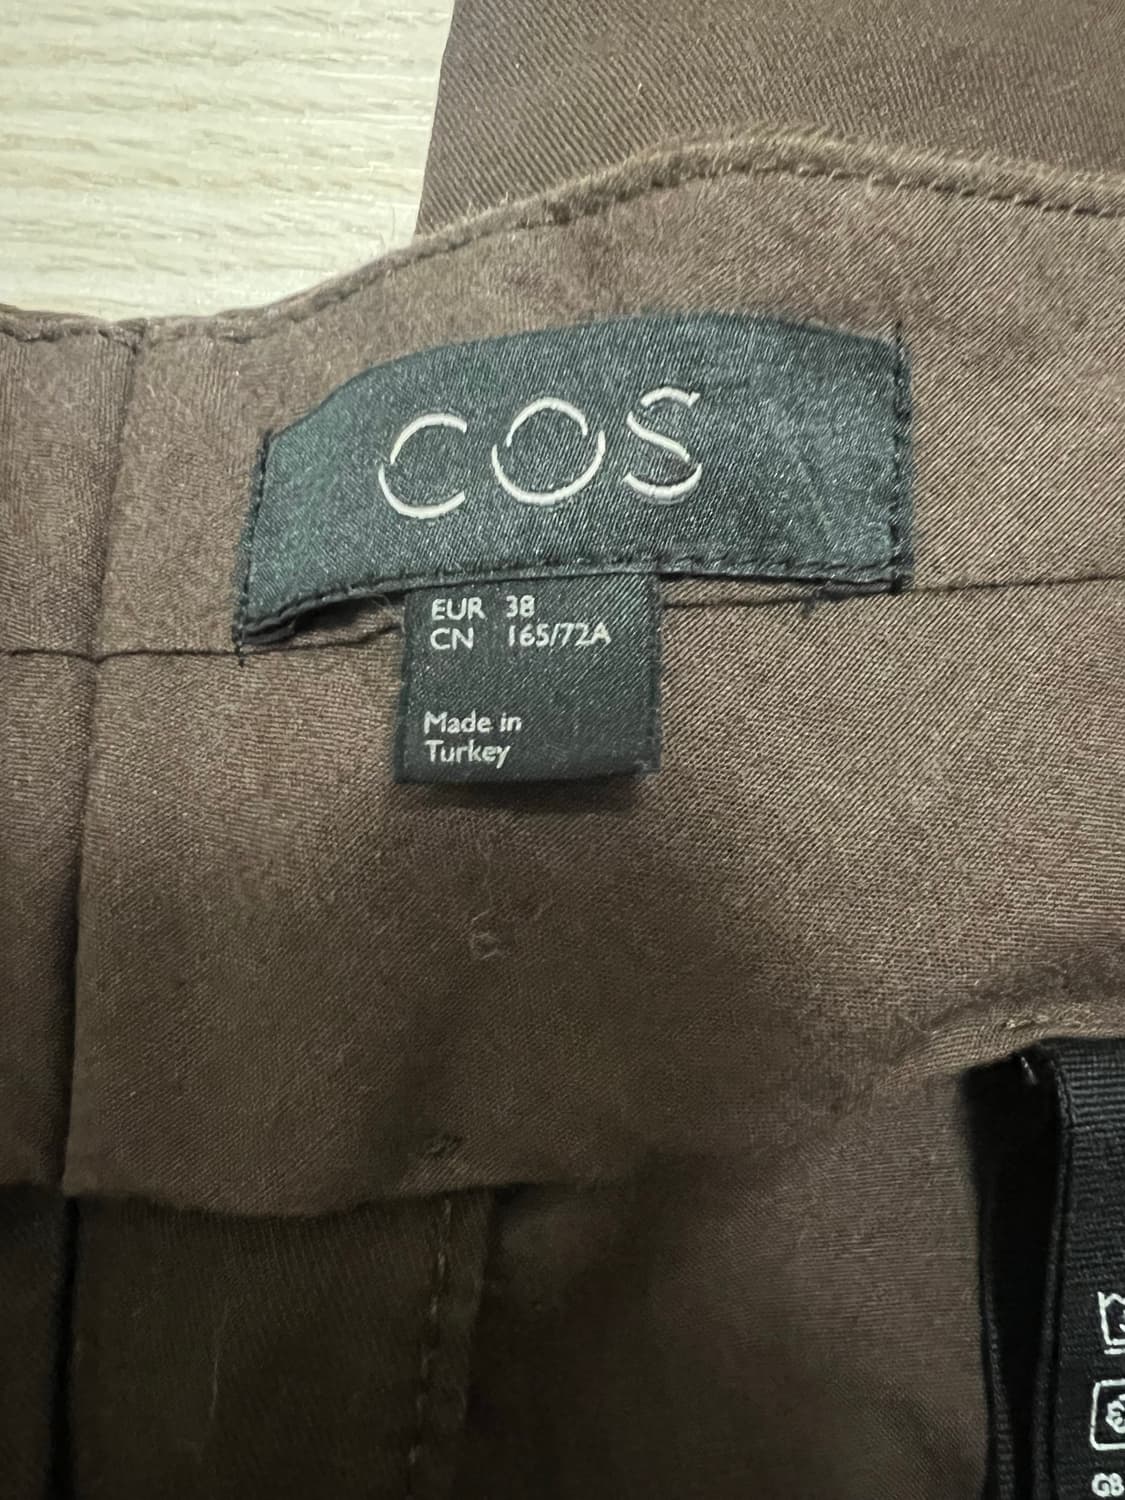 COS
EUR 38
CN 165/72A
Made in
Turkey